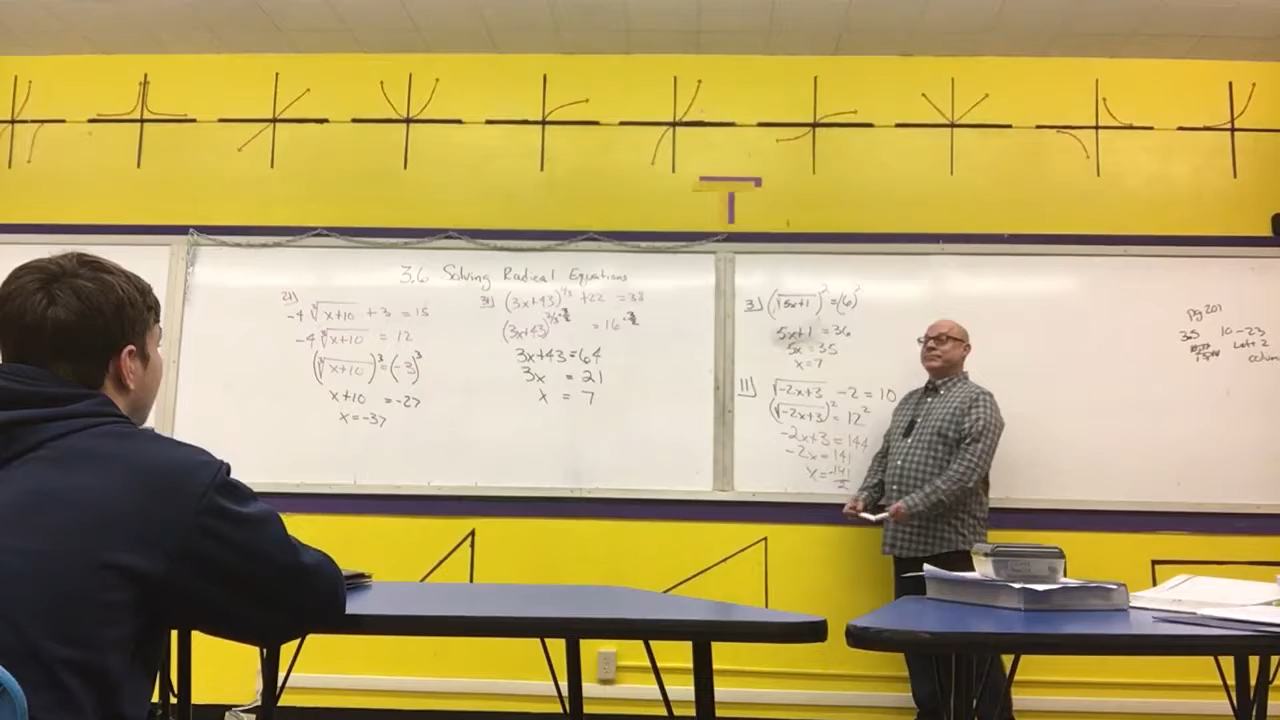 T
3.6 Solving Radical Equations
-4 ∛(x+10) + 3 = 15
-4 ∛(x+10) = 12
(∛(x+10))³ = (-3)³
x+10 = -27
x = -37
(3x+43)^(2/3) + 22 = 38
(3x+43)^(2/3 · 3/2) = 16^(3/2)
3x+43 = 64
3x = 21
x = 7
3) (√(5x+1))² = (6)²
5x+1 = 36
5x = 35
x = 7
11) √(-2x+3) - 2 = 10
(√(-2x+3))² = 12²
-2x+3 = 144
-2x = 141
x = -141/2
pg 201
10-23
Left 2
colum